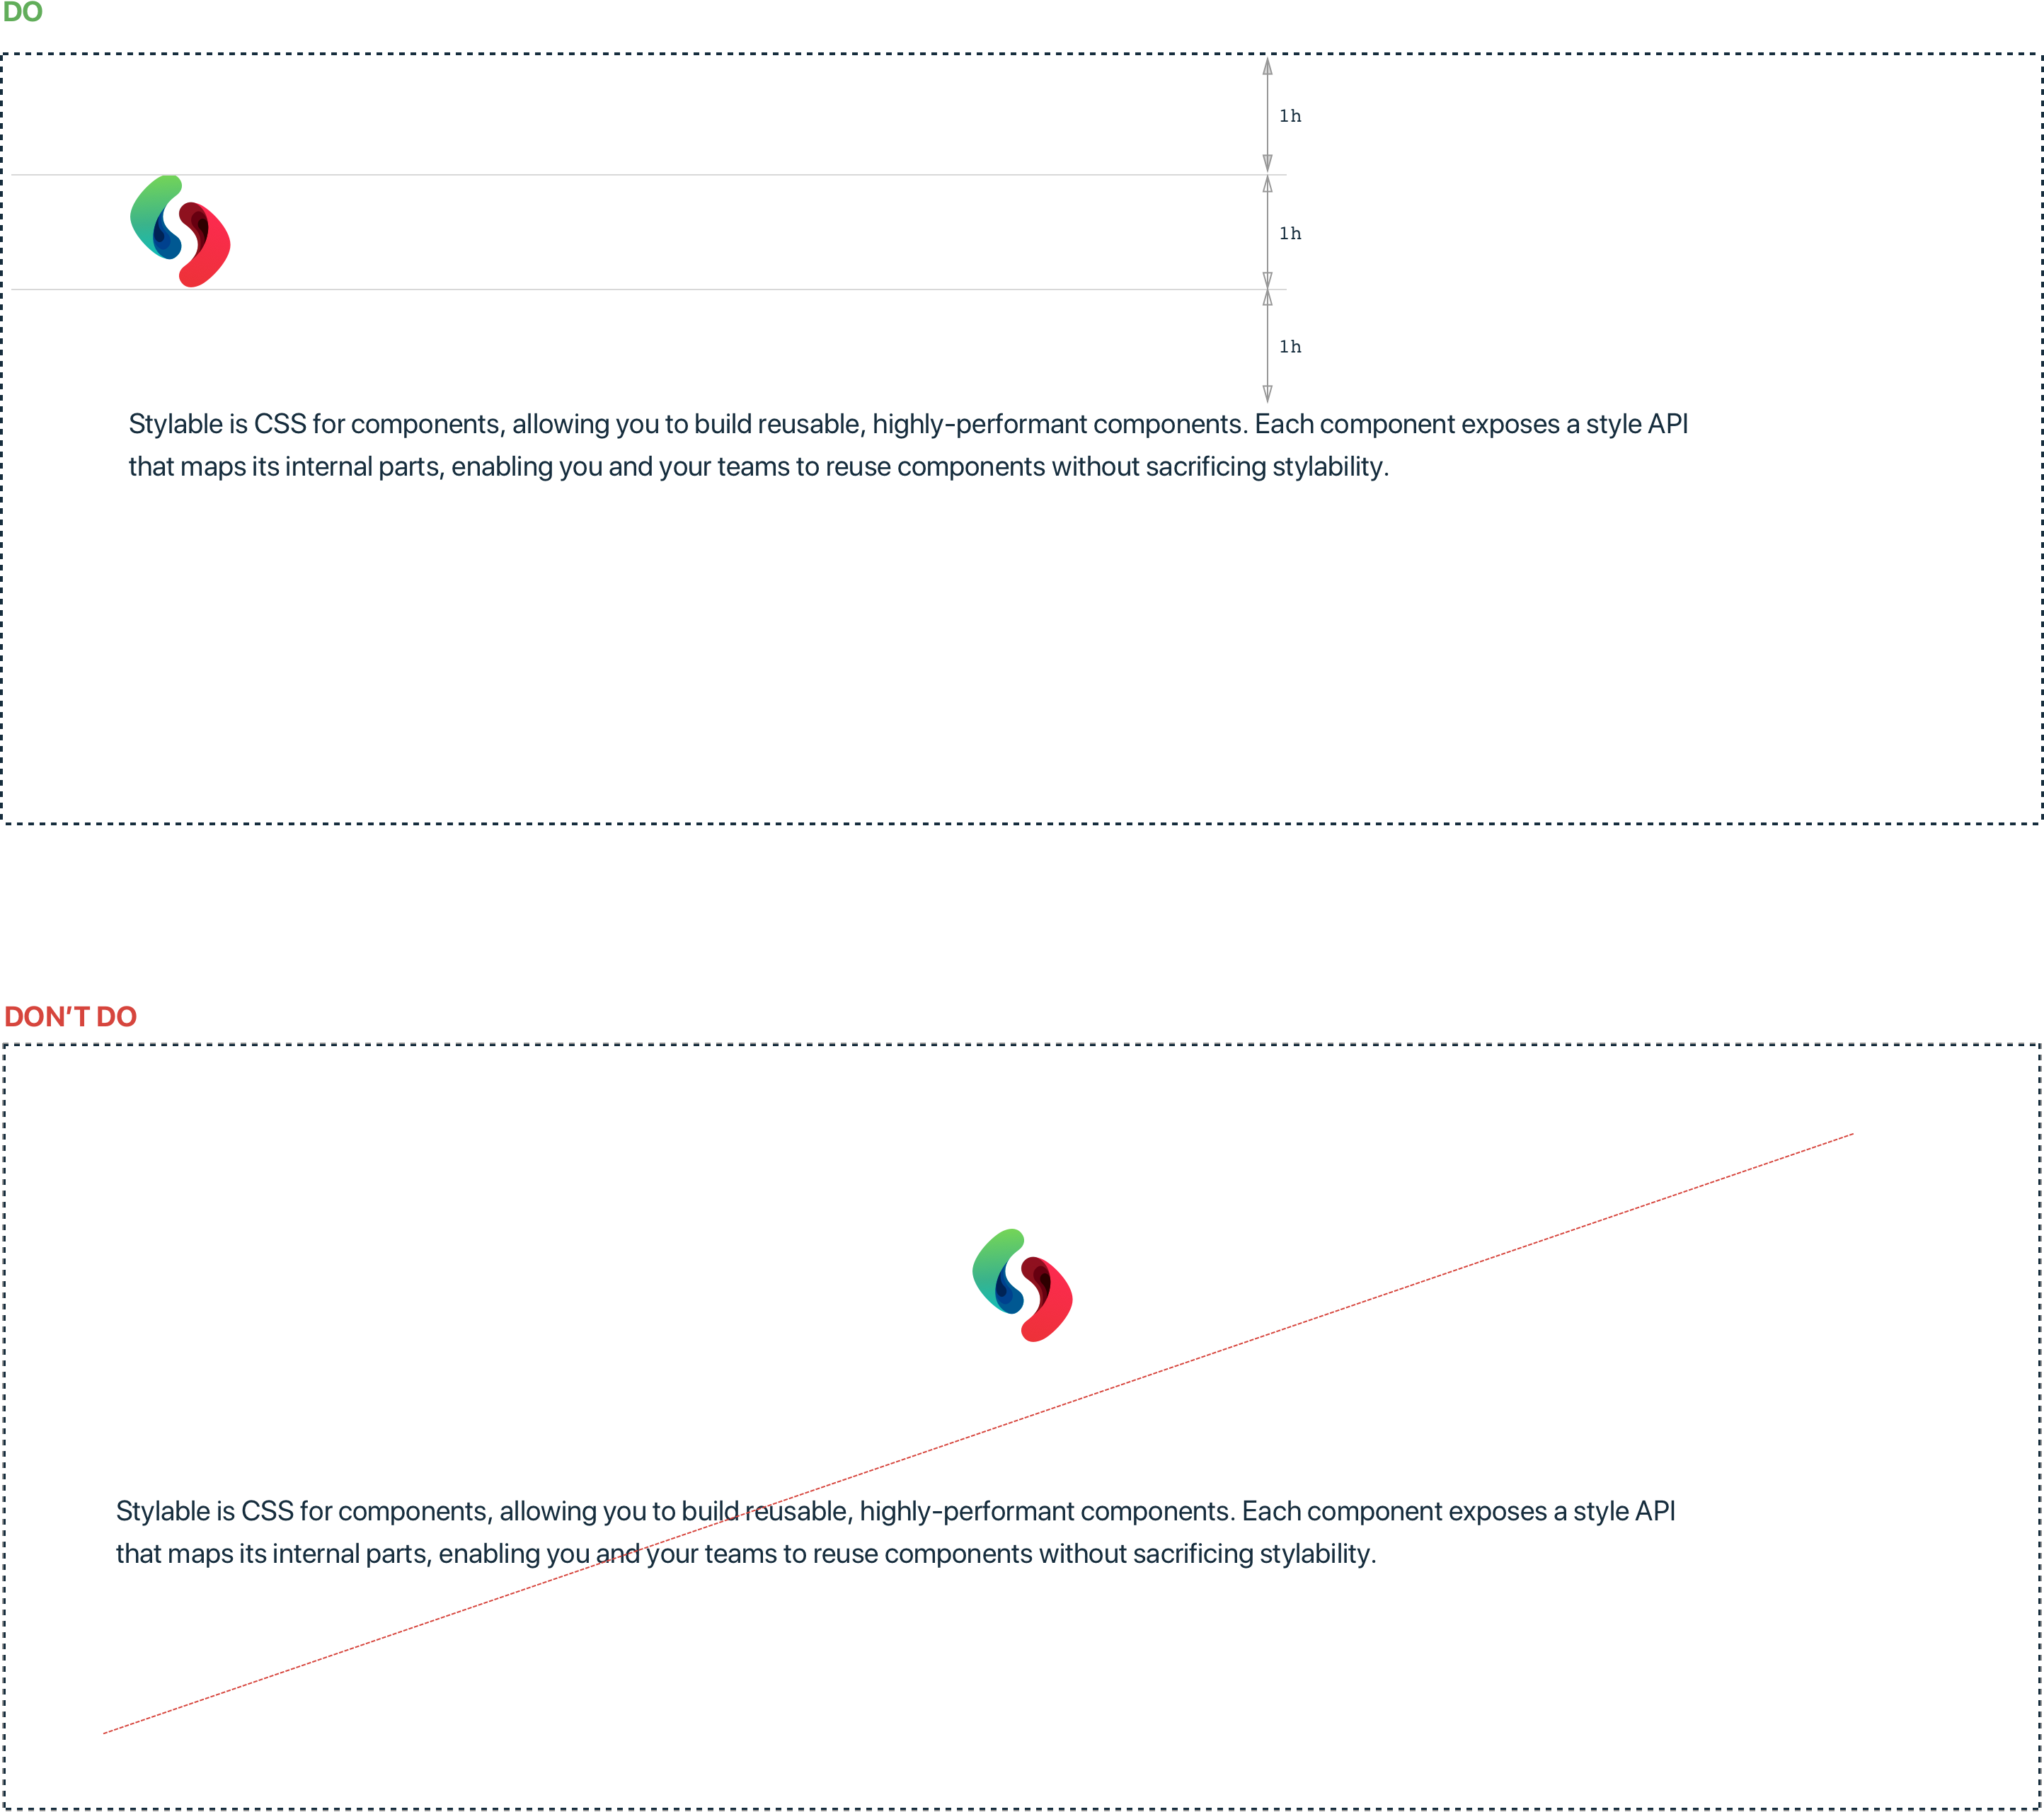 DO
1h
1h
1h
Stylable is CSS for components, allowing you to build reusable, highly-performant components. Each component exposes a style API
that maps its internal parts, enabling you and your teams to reuse components without sacrificing stylability.
DON’T DO
Stylable is CSS for components, allowing you to build reusable, highly-performant components. Each component exposes a style API
that maps its internal parts, enabling you and your teams to reuse components without sacrificing stylability.